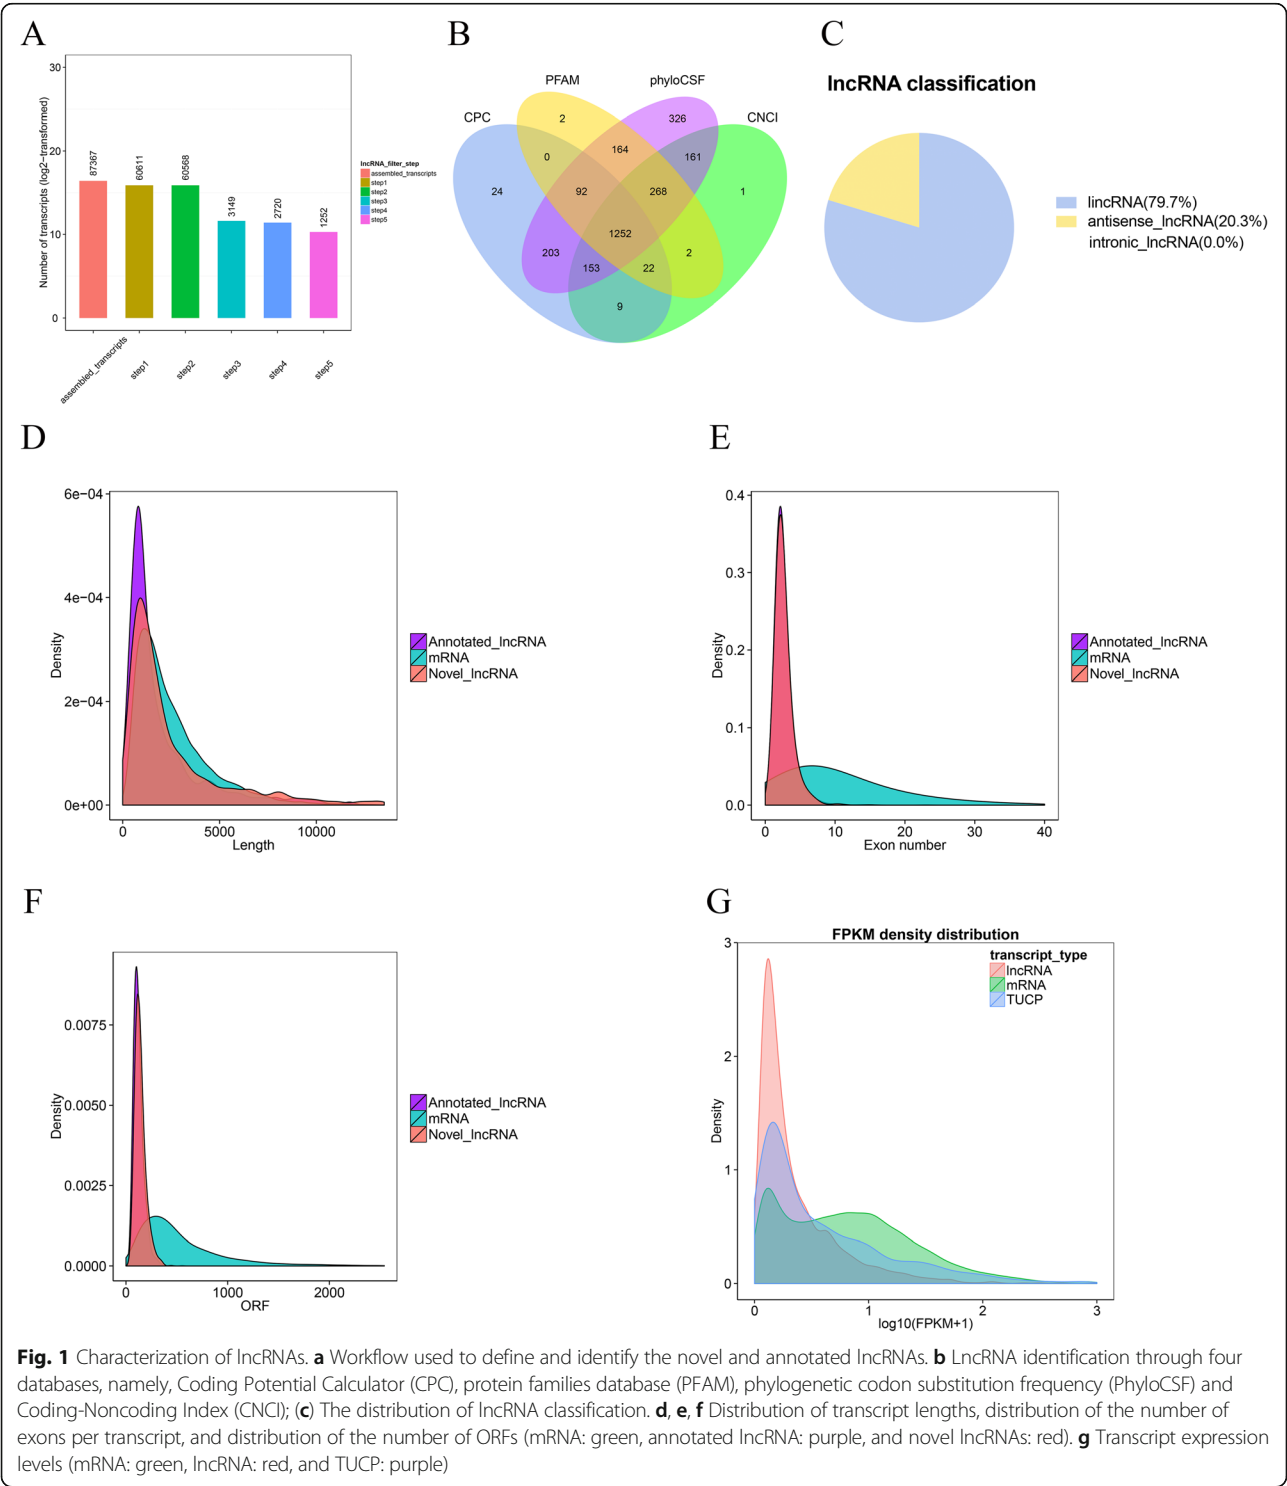 A
30
20
10
0
Number of transcripts (log2−transformed)
87367
60611
60568
3149
2720
1252
assembled_transcripts
step1
step2
step3
step4
step5
lncRNA_filter_step
assembled_transcripts
step1
step2
step3
step4
step5
B
PFAM
phyloCSF
CPC
CNCI
2
326
164
161
0
24
92
268
1
1252
203
2
153
22
9
C
lncRNA classification
lincRNA(79.7%)
antisense_lncRNA(20.3%)
intronic_lncRNA(0.0%)
D
6e−04
4e−04
2e−04
0e+00
Density
0
5000
10000
Length
Annotated_lncRNA
mRNA
Novel_lncRNA
E
0.4
0.3
0.2
0.1
0.0
Density
0
10
20
30
40
Exon number
Annotated_lncRNA
mRNA
Novel_lncRNA
F
0.0075
0.0050
0.0025
0.0000
Density
0
1000
2000
ORF
Annotated_lncRNA
mRNA
Novel_lncRNA
G
FPKM density distribution
3
2
1
0
Density
transcript_type
lncRNA
mRNA
TUCP
0
1
2
3
log10(FPKM+1)
Fig. 1 Characterization of lncRNAs. a Workflow used to define and identify the novel and annotated lncRNAs. b LncRNA identification through four
databases, namely, Coding Potential Calculator (CPC), protein families database (PFAM), phylogenetic codon substitution frequency (PhyloCSF) and
Coding-Noncoding Index (CNCI); (c) The distribution of lncRNA classification. d, e, f Distribution of transcript lengths, distribution of the number of
exons per transcript, and distribution of the number of ORFs (mRNA: green, annotated lncRNA: purple, and novel lncRNAs: red). g Transcript expression
levels (mRNA: green, lncRNA: red, and TUCP: purple)